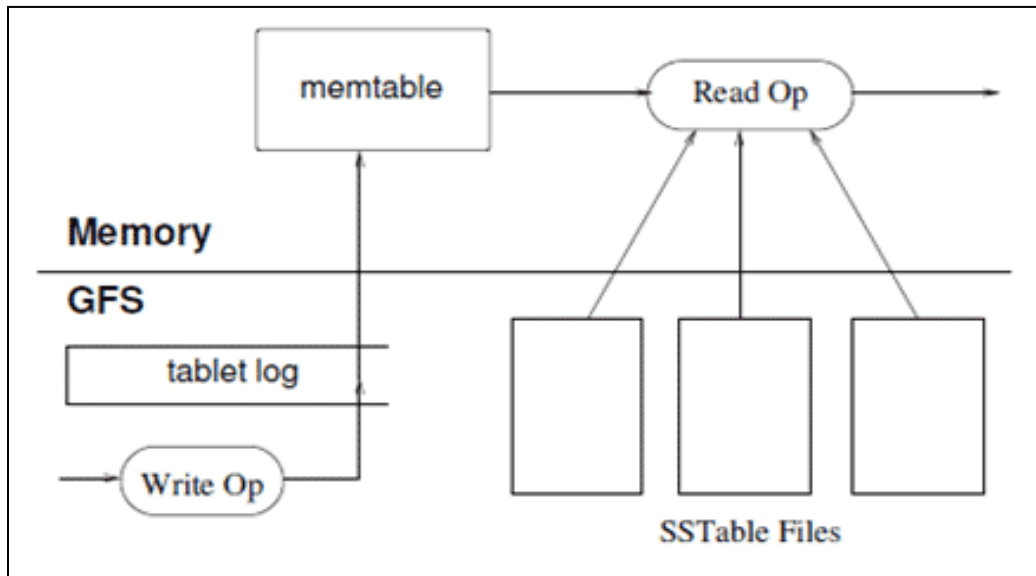 memtable
Read Op
Memory
GFS
tablet log
Write Op
SSTable Files